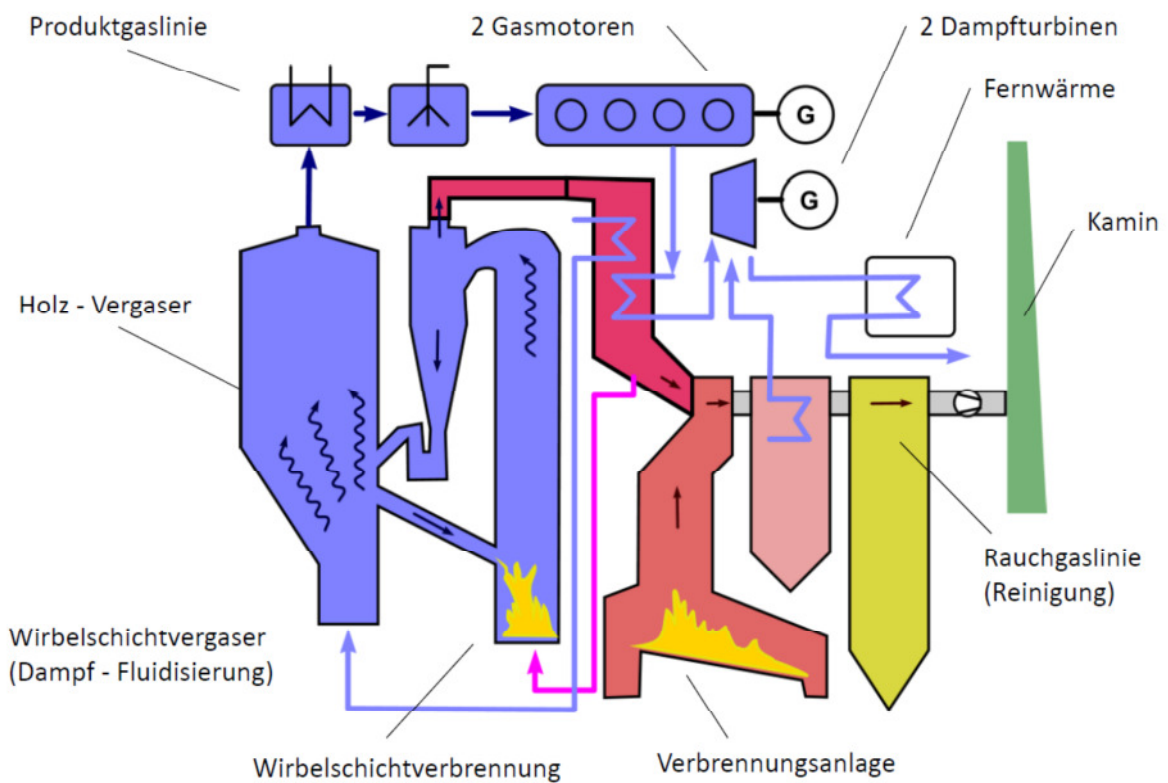 Produktgaslinie
2 Gasmotoren
2 Dampfturbinen
Fernwärme
G
G
Kamin
Holz - Vergaser
Rauchgaslinie
(Reinigung)
Wirbelschichtvergaser
(Dampf - Fluidisierung)
Wirbelschichtverbrennung
Verbrennungsanlage